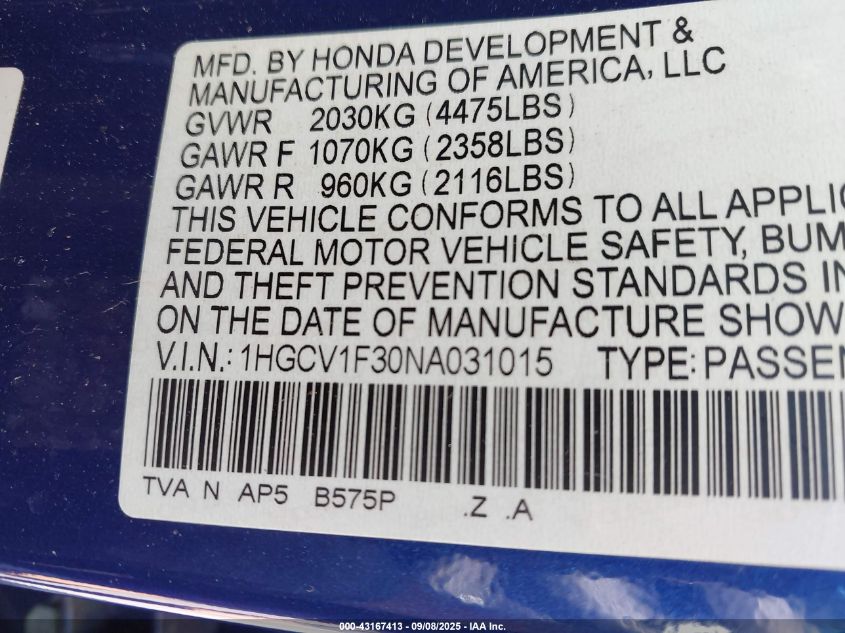 MFD. BY HONDA DEVELOPMENT &
MANUFACTURING OF AMERICA, LLC
GVWR 2030KG (4475LBS)
GAWR F 1070KG (2358LBS)
GAWR R 960KG (2116LBS)
THIS VEHICLE CONFORMS TO ALL APPLIC
FEDERAL MOTOR VEHICLE SAFETY, BUM
AND THEFT PREVENTION STANDARDS IN
ON THE DATE OF MANUFACTURE SHOW
V.I.N.: 1HGCV1F30NA031015 TYPE: PASSEN
TVA N AP5 B575P .Z .A
000-43167413 - 09/08/2025 - IAA Inc.